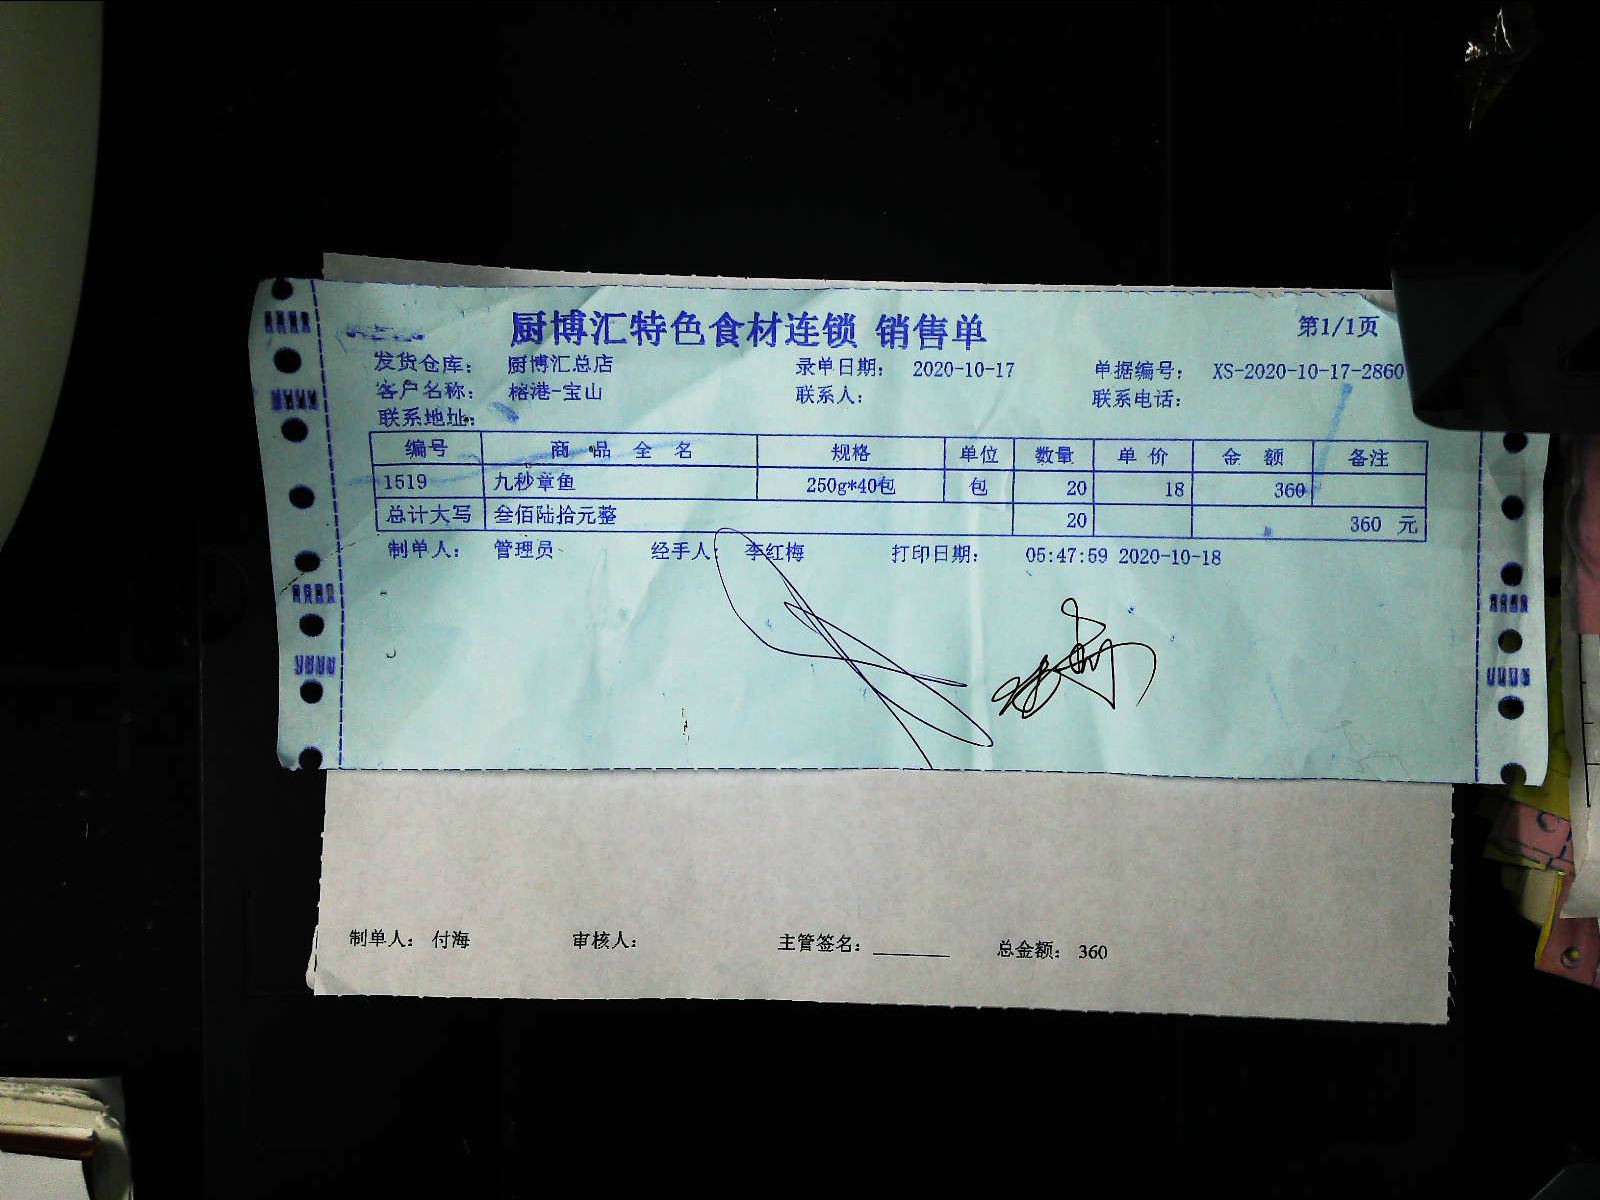 厨博汇特色食材连锁 销售单 第1/1页
发货仓库: 厨博汇总店 录单日期: 2020-10-17 单据编号: XS-2020-10-17-2860
客户名称: 榕港-宝山 联系人: 联系电话:
联系地址:
编号 商品全名 规格 单位 数量 单价 金额 备注
1519 九秒章鱼 250g*40包 包 20 18 360
总计大写 叁佰陆拾元整 20 360 元
制单人: 管理员 经手人: 李红梅 打印日期: 05:47:59 2020-10-18
制单人: 付海 审核人: 主管签名: 总金额: 360